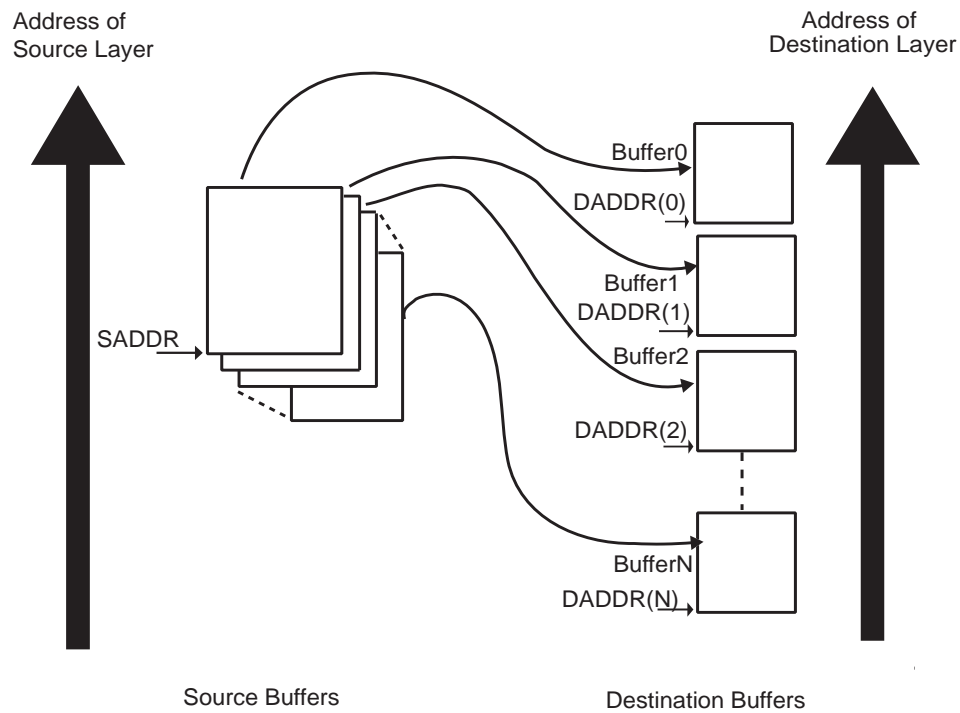 Address of
Source Layer
Address of
Destination Layer
Buffer0
DADDR(0)
Buffer1
DADDR(1)
SADDR
Buffer2
DADDR(2)
BufferN
DADDR(N)
Source Buffers
Destination Buffers